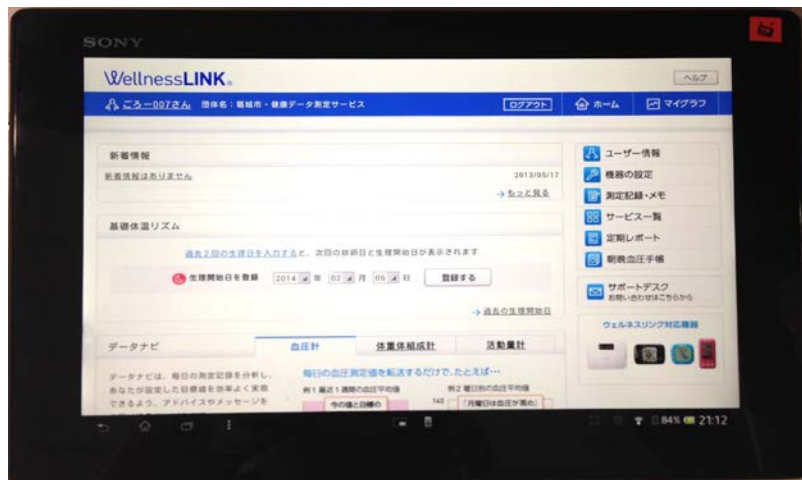 SONY
WellnessLINK®
ヘルプ
ごろー007さん 団体名：葛城市・健康データ測定サービス
ログアウト
ホーム
マイグラフ
新着情報
新着情報はありません
2013/05/17
→ もっと見る
基礎体温リズム
過去2回の生理日を入力すると、次回の排卵日と生理開始日が表示されます
生理開始日を登録 2014 年 02 月 05 日 登録する
→ 過去の生理開始日
データナビ
血圧計
体重体組成計
活動量計
データナビは、毎日の測定記録を分析し、
あなたが設定した目標値を効率よく実現
できるよう、アドバイスやメッセージを
毎日の血圧測定値を転送するだけで、たとえば…
例1 最近1週間の血圧平均値
例2 曜日別の血圧平均値
今の値と目標の
140
「月曜日は血圧が高め」
ユーザー情報
機器の設定
測定記録・メモ
サービス一覧
定期レポート
朝晩血圧手帳
サポートデスク
お問い合わせはこちらから
ウェルネスリンク対応機器
84% 21:12